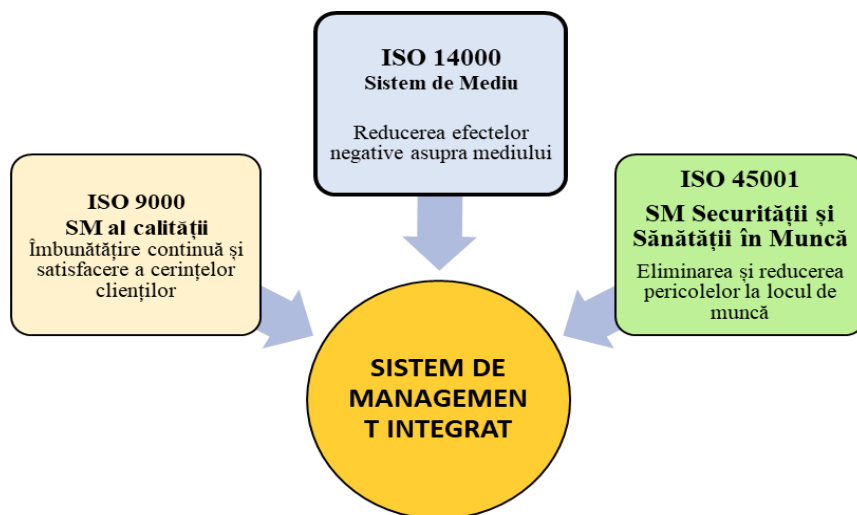 ISO 14000
Sistem de Mediu
Reducerea efectelor
negative asupra mediului
ISO 9000
SM al calității
Îmbunătățire continuă și
satisfacere a cerințelor
clienților
ISO 45001
SM Securității și
Sănătății în Muncă
Eliminarea și reducerea
pericolelor la locul de
muncă
SISTEM DE
MANAGEMEN
T INTEGRAT